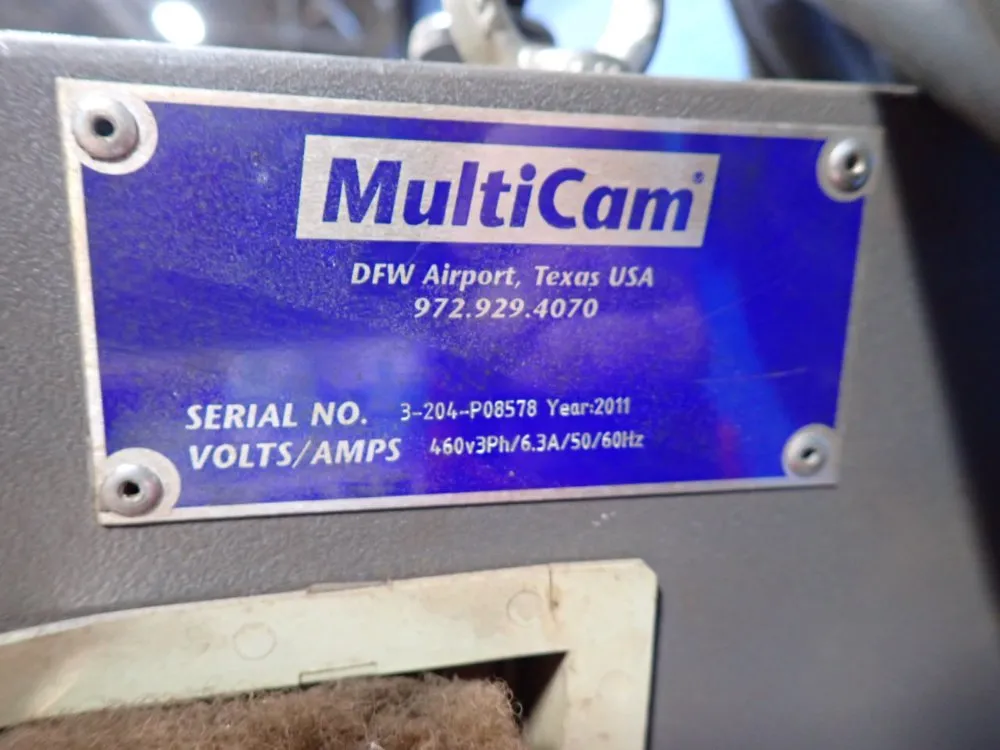 MultiCam®
DFW Airport, Texas USA
972.929.4070
SERIAL NO. 3-204-P08578 Year:2011
VOLTS/AMPS 460v3Ph/6.3A/50/60Hz